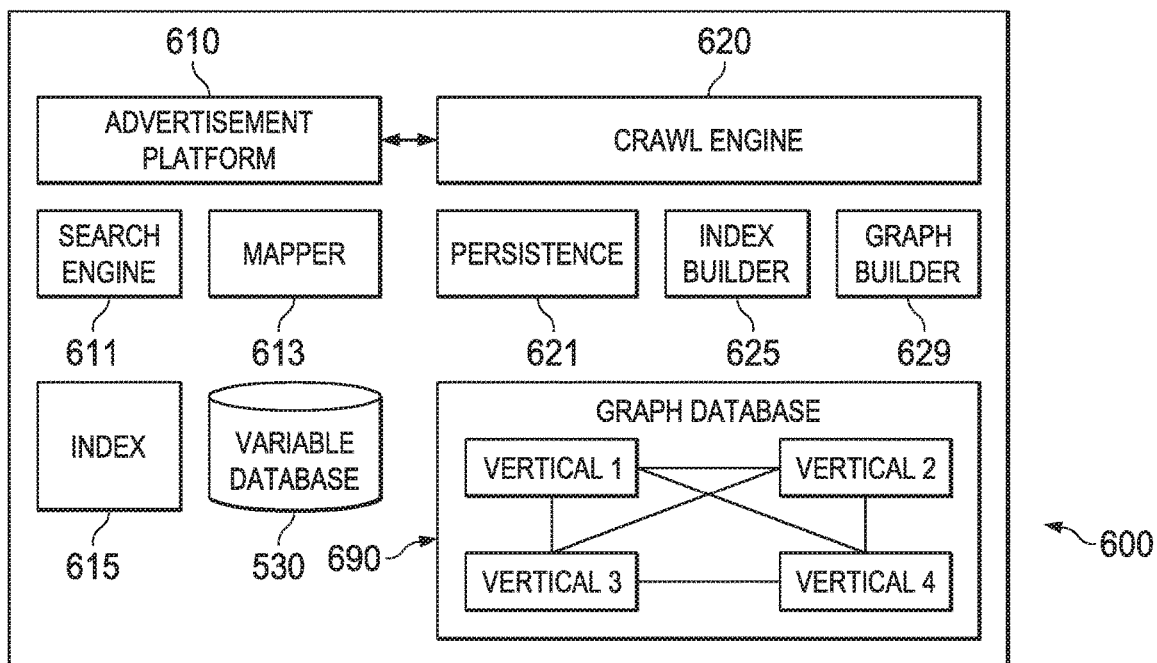 610
620
ADVERTISEMENT
PLATFORM
CRAWL ENGINE
SEARCH
ENGINE
MAPPER
PERSISTENCE
INDEX
BUILDER
GRAPH
BUILDER
611
613
621
625
629
INDEX
VARIABLE
DATABASE
GRAPH DATABASE
VERTICAL 1
VERTICAL 2
VERTICAL 3
VERTICAL 4
615
530
690
600